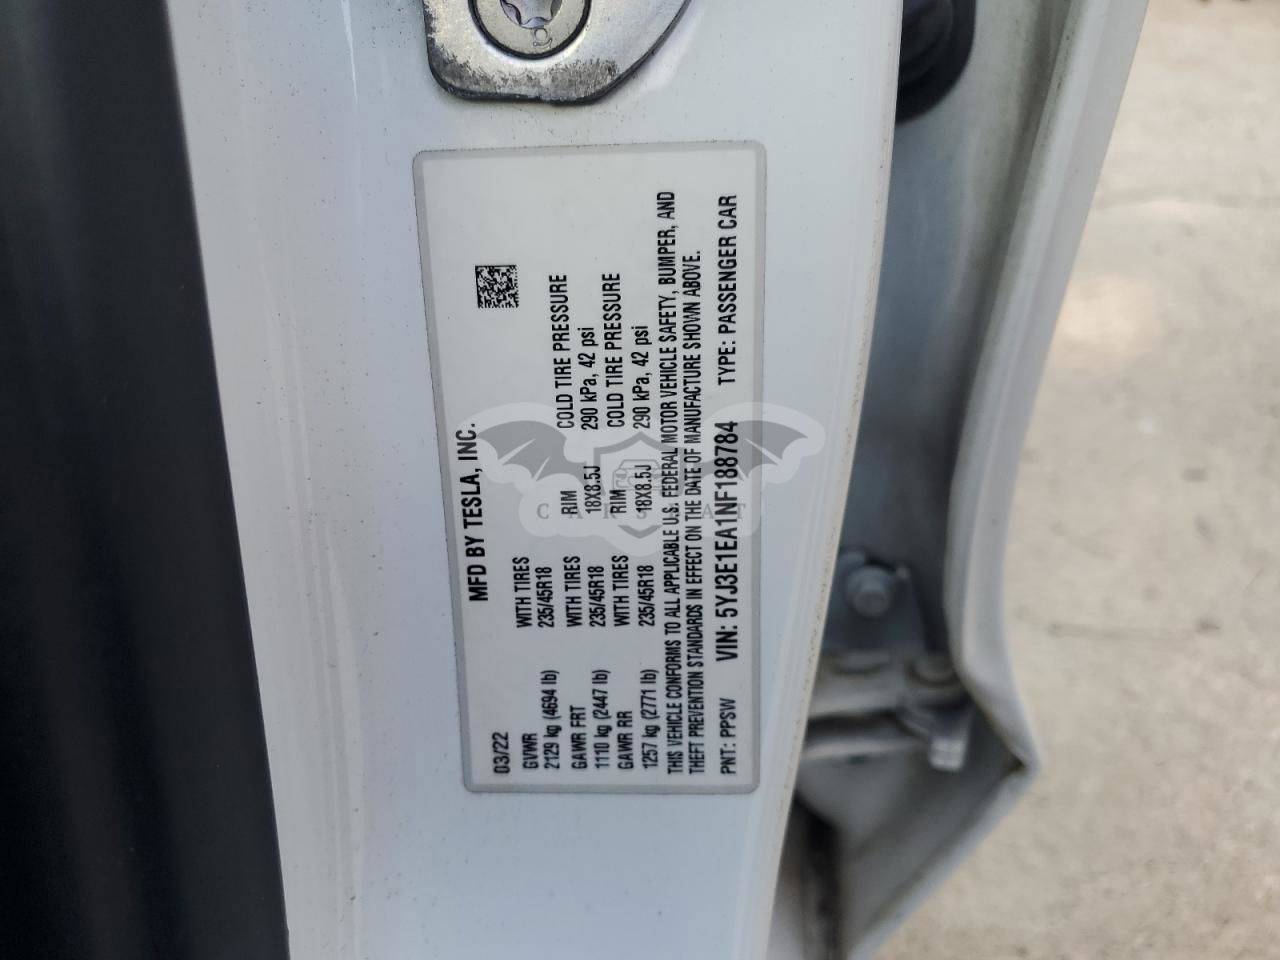 MFD BY TESLA, INC.
03/22
GVWR WITH TIRES RIM COLD TIRE PRESSURE
2129 kg (4694 lb) 235/45R18 18X8.5J 290 kPa, 42 psi
GAWR FRT WITH TIRES RIM COLD TIRE PRESSURE
1110 kg (2447 lb) 235/45R18 18X8.5J 290 kPa, 42 psi
GAWR RR WITH TIRES
1257 kg (2771 lb) 235/45R18
THIS VEHICLE CONFORMS TO ALL APPLICABLE U.S. FEDERAL MOTOR VEHICLE SAFETY, BUMPER, AND
THEFT PREVENTION STANDARDS IN EFFECT ON THE DATE OF MANUFACTURE SHOWN ABOVE.
PNT: PPSW VIN: 5YJ3E1EA1NF188784 TYPE: PASSENGER CAR